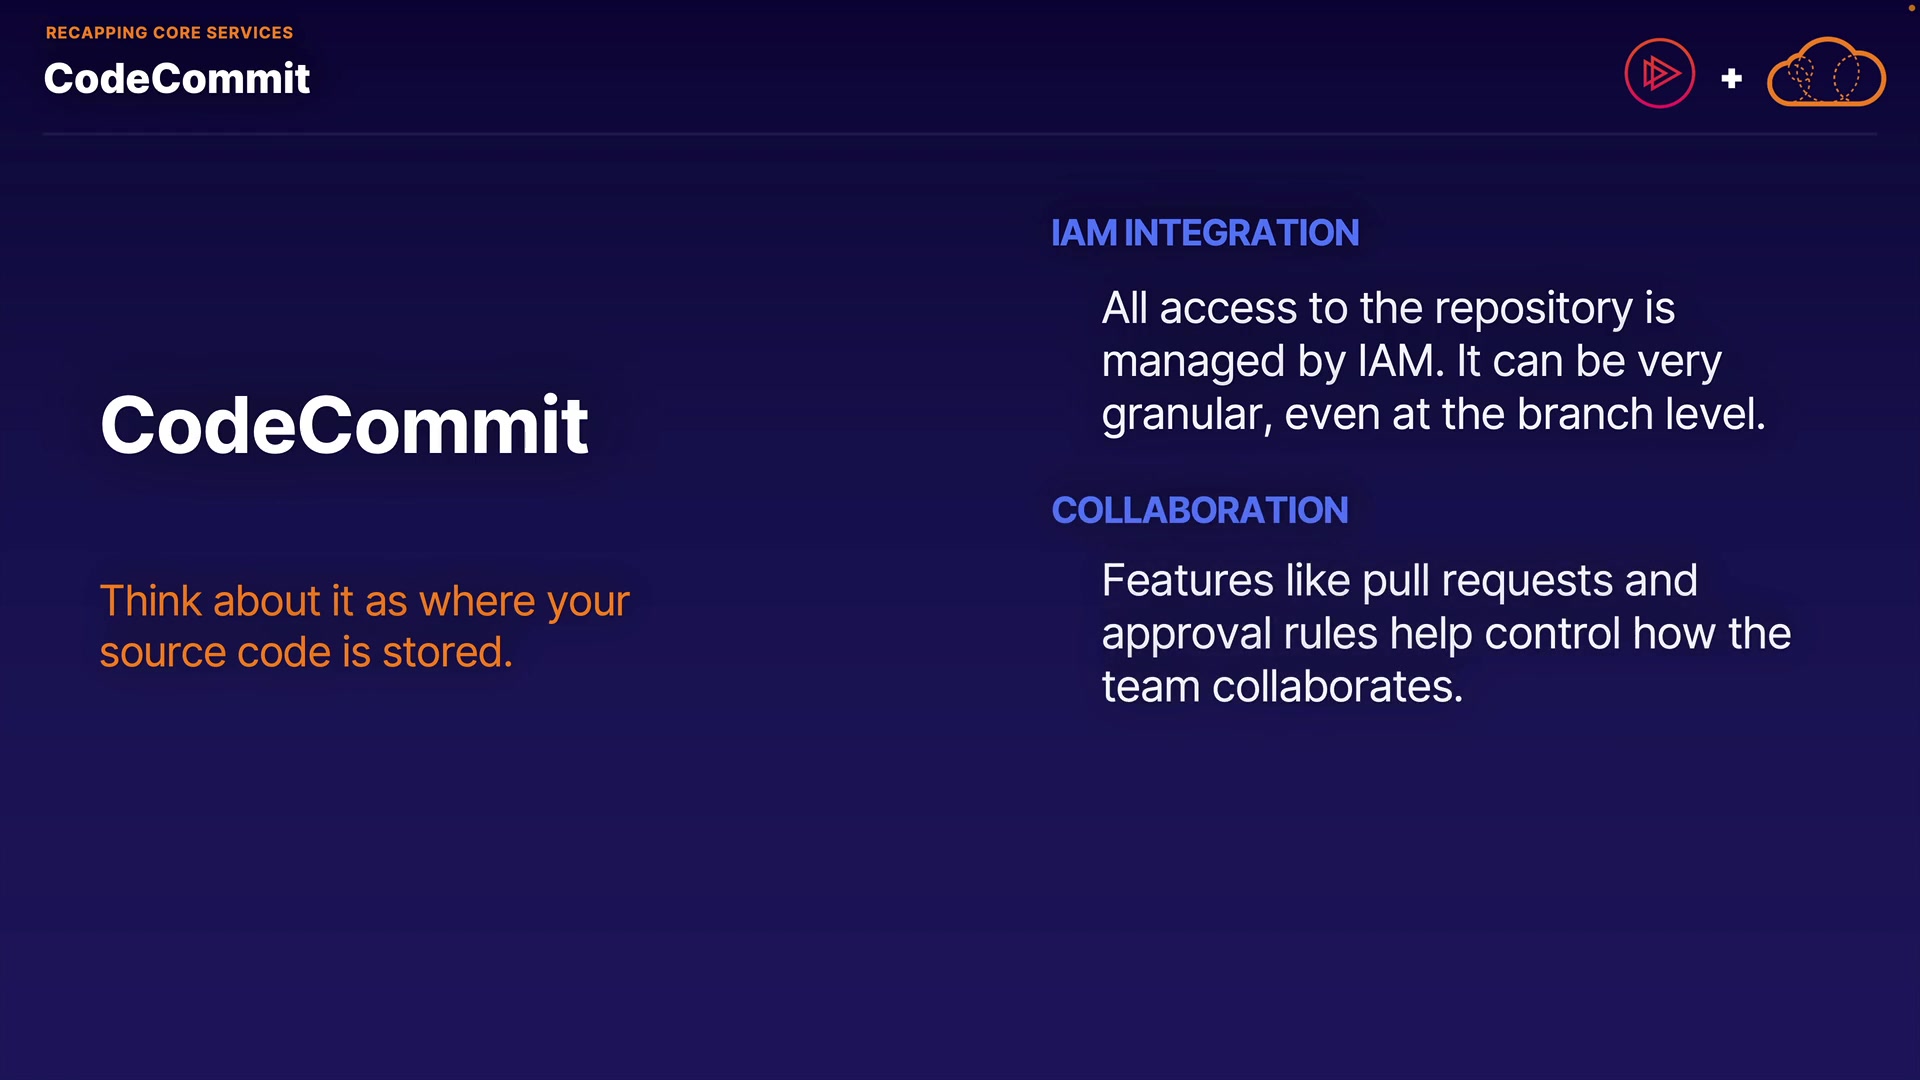 RECAPPING CORE SERVICES
CodeCommit
+
CodeCommit
Think about it as where your
source code is stored.
IAM INTEGRATION
All access to the repository is
managed by IAM. It can be very
granular, even at the branch level.
COLLABORATION
Features like pull requests and
approval rules help control how the
team collaborates.